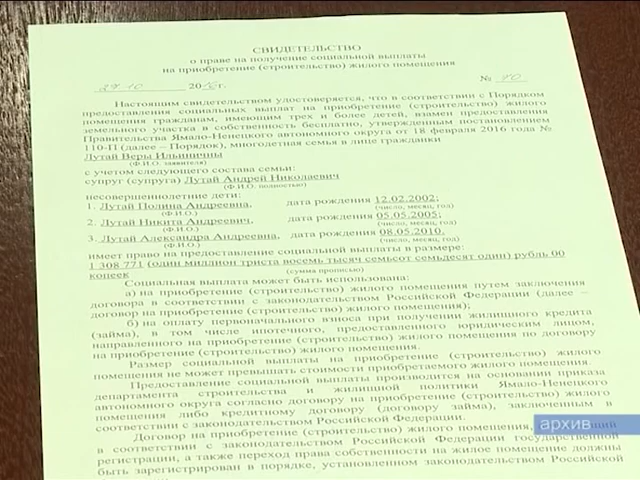 СВИДЕТЕЛЬСТВО
о праве на получение социальной выплаты
на приобретение (строительство) жилого помещения
27 10 20 г. № 70
Настоящим свидетельством удостоверяется, что в соответствии с Порядком
предоставления социальных выплат на приобретение (строительство) жилого
помещения гражданам, имеющим трех и более детей, взамен предоставления
земельного участка в собственность бесплатно, утвержденным постановлением
Правительства Ямало-Ненецкого автономного округа от 18 февраля 2016 года №
110-П (далее – Порядок), многодетная семья в лице гражданки
Лутай Веры Ильиничны
(Ф.И.О. заявителя)
с учетом следующего состава семьи:
супруг (супруга) Лутай Андрей Николаевич
(Ф.И.О. полностью)
несовершеннолетние дети:
1. Лутай Полина Андреевна, дата рождения 12.02.2002;
(Ф.И.О.) (число, месяц, год)
2. Лутай Никита Андреевич, дата рождения 05.05.2005;
(Ф.И.О.) (число, месяц, год)
3. Лутай Александра Андреевна, дата рождения 08.05.2010.
(Ф.И.О.) (число, месяц, год)
имеет право на предоставление социальной выплаты в размере:
1 308 771 (один миллион триста восемь тысяч семьсот семьдесят один) рубль 00
копеек
(сумма прописью)
Социальная выплата может быть использована:
а) на приобретение (строительство) жилого помещения путем заключения
договора в соответствии с законодательством Российской Федерации (далее –
договор на приобретение (строительство) жилого помещения);
б) на оплату первоначального взноса при получении жилищного кредита
(займа), в том числе ипотечного, предоставленного юридическим лицом,
направленного на приобретение (строительство) жилого помещения по договору
на приобретение (строительство) жилого помещения.
Размер социальной выплаты на приобретение (строительство) жилого
помещения не может превышать стоимости приобретаемого жилого помещения.
Предоставление социальной выплаты производится на основании приказа
департамента строительства и жилищной политики Ямало-Ненецкого
автономного округа согласно договору на приобретение (строительство) жилого
помещения либо кредитному договору (договору займа), заключенным в
соответствии с законодательством Российской Федерации.
Договор на приобретение (строительство) жилого помещения,
в соответствии с законодательством Российской Федерации государственной
регистрации, а также переход права собственности на жилое помещение должны
быть зарегистрирован в порядке, установленном законодательством Российской
архив